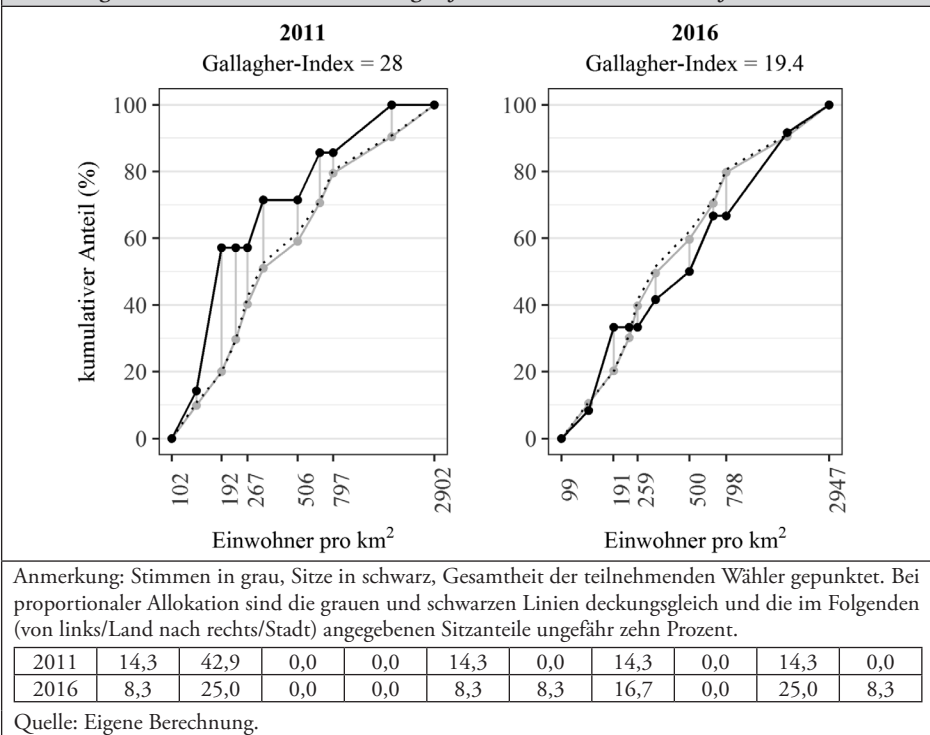 2011
Gallagher-Index = 28
2016
Gallagher-Index = 19.4
kumulativer Anteil (%)
100
80
60
40
20
0
102
192
267
506
797
2902
Einwohner pro km²
100
80
60
40
20
0
99
191
259
500
798
2947
Einwohner pro km²
Anmerkung: Stimmen in grau, Sitze in schwarz, Gesamtheit der teilnehmenden Wähler gepunktet. Bei
proportionaler Allokation sind die grauen und schwarzen Linien deckungsgleich und die im Folgenden
(von links/Land nach rechts/Stadt) angegebenen Sitzanteile ungefähr zehn Prozent.
2011 14,3 42,9 0,0 0,0 14,3 0,0 14,3 0,0 14,3 0,0
2016 8,3 25,0 0,0 0,0 8,3 8,3 16,7 0,0 25,0 8,3
Quelle: Eigene Berechnung.